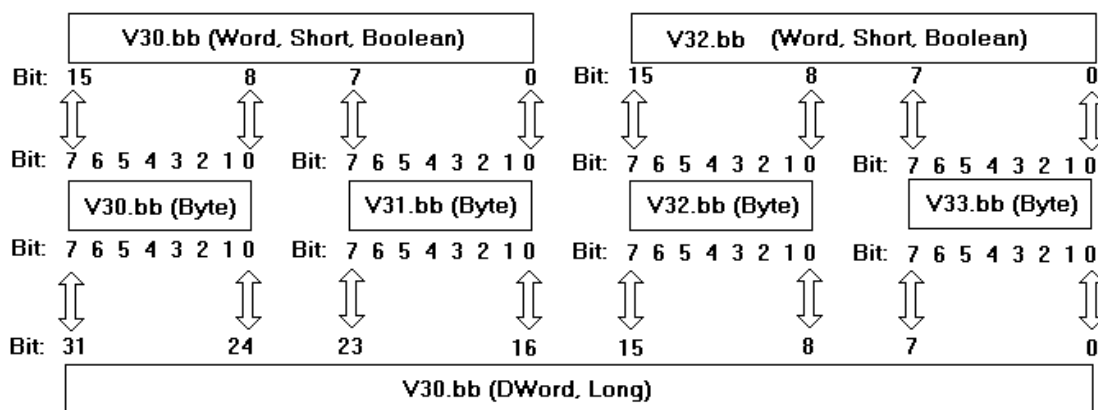 V30.bb (Word, Short, Boolean) V32.bb (Word, Short, Boolean)
Bit: 15 8 7 0 Bit: 15 8 7 0
Bit: 7 6 5 4 3 2 1 0 Bit: 7 6 5 4 3 2 1 0 Bit: 7 6 5 4 3 2 1 0 Bit: 7 6 5 4 3 2 1 0
V30.bb (Byte) V31.bb (Byte) V32.bb (Byte) V33.bb (Byte)
Bit: 7 6 5 4 3 2 1 0 Bit: 7 6 5 4 3 2 1 0 Bit: 7 6 5 4 3 2 1 0 Bit: 7 6 5 4 3 2 1 0
Bit: 31 24 23 16 15 8 7 0
V30.bb (DWord, Long)